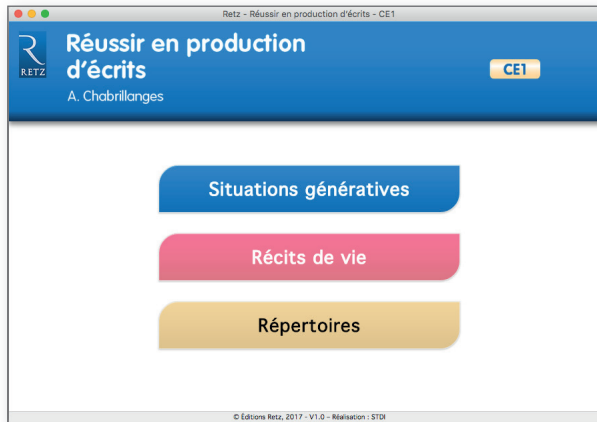 Retz - Réussir en production d'écrits - CE1
R
RETZ
Réussir en production
d'écrits
A. Chabrillanges
CE1
Situations génératives
Récits de vie
Répertoires
© Éditions Retz, 2017 - V1.0 - Réalisation : STDI